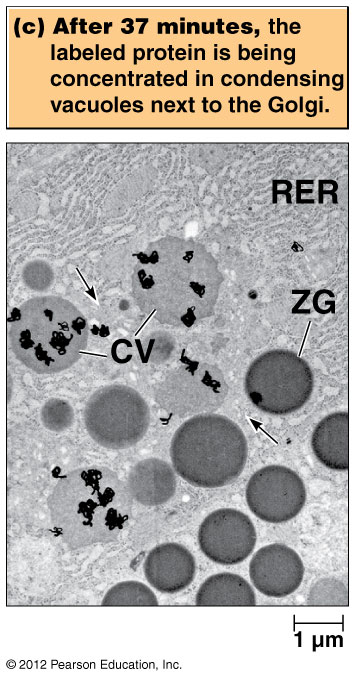 (c) After 37 minutes, the
labeled protein is being
concentrated in condensing
vacuoles next to the Golgi.
RER
ZG
CV
1 µm
© 2012 Pearson Education, Inc.